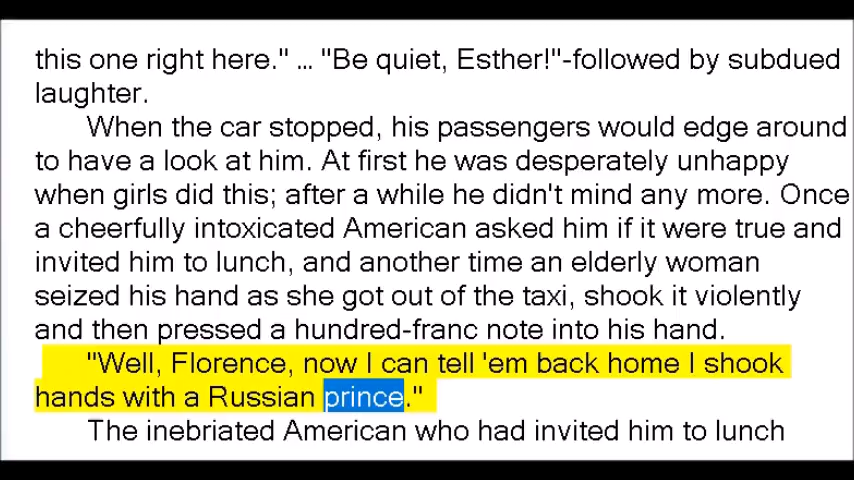 this one right here." ... "Be quiet, Esther!"-followed by subdued
laughter.
When the car stopped, his passengers would edge around
to have a look at him. At first he was desperately unhappy
when girls did this; after a while he didn't mind any more. Once
a cheerfully intoxicated American asked him if it were true and
invited him to lunch, and another time an elderly woman
seized his hand as she got out of the taxi, shook it violently
and then pressed a hundred-franc note into his hand.
"Well, Florence, now I can tell 'em back home I shook
hands with a Russian prince."
The inebriated American who had invited him to lunch